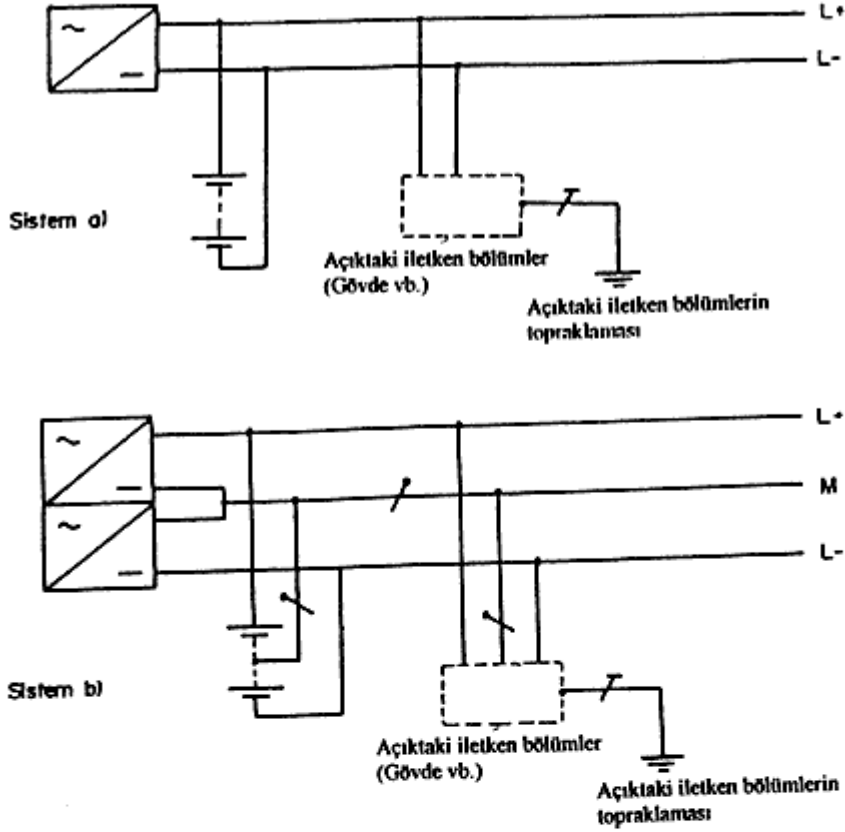 L+
L-
Sistem a)
Açıktaki iletken bölümler
(Gövde vb.)
Açıktaki iletken bölümlerin
topraklaması
L+
M
L-
Sistem b)
Açıktaki iletken bölümler
(Gövde vb.)
Açıktaki iletken bölümlerin
topraklaması